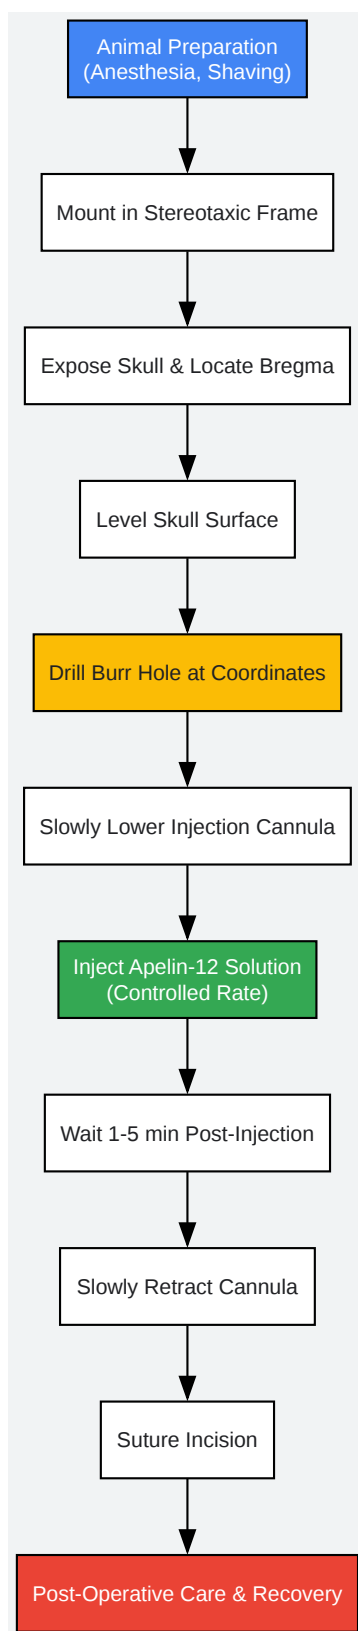 Animal Preparation
(Anesthesia, Shaving)
Mount in Stereotaxic Frame
Expose Skull & Locate Bregma
Level Skull Surface
Drill Burr Hole at Coordinates
Slowly Lower Injection Cannula
Inject Apelin-12 Solution
(Controlled Rate)
Wait 1-5 min Post-Injection
Slowly Retract Cannula
Suture Incision
Post-Operative Care & Recovery